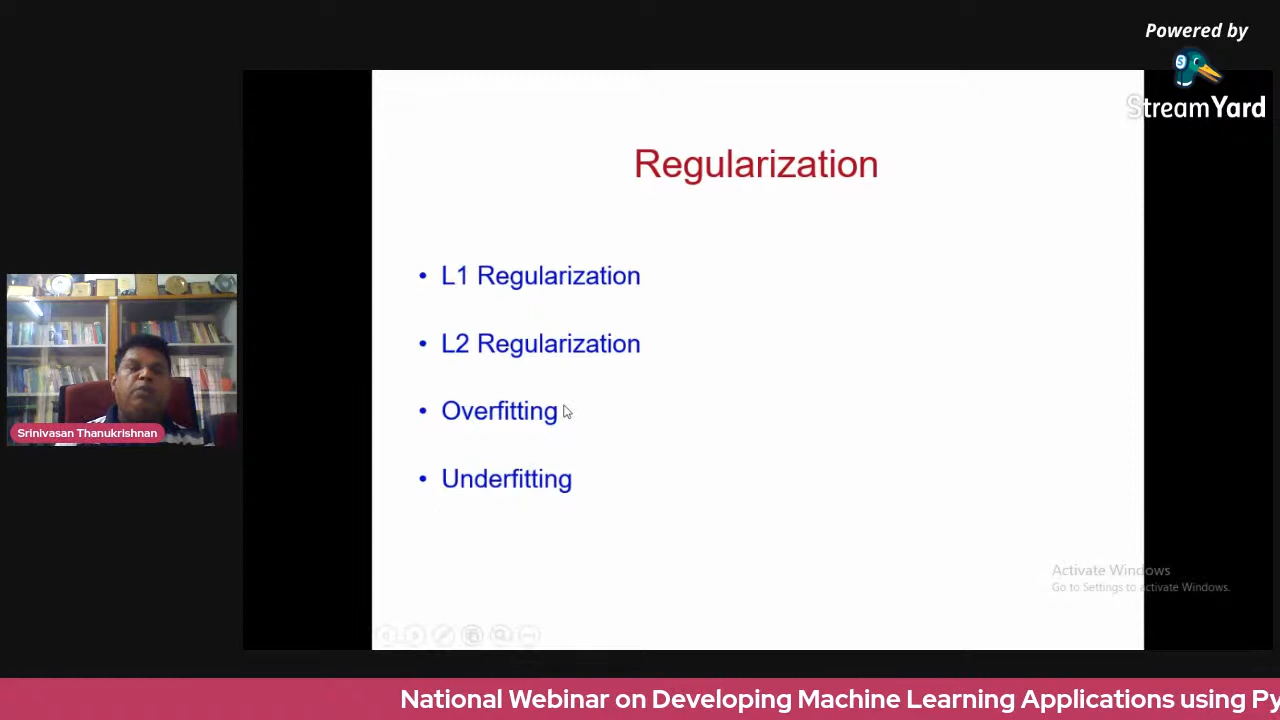 Powered by
StreamYard
Regularization
• L1 Regularization
• L2 Regularization
• Overfitting
• Underfitting
Srinivasan Thanukrishnan
Activate Windows
Go to Settings to activate Windows.
National Webinar on Developing Machine Learning Applications using Py